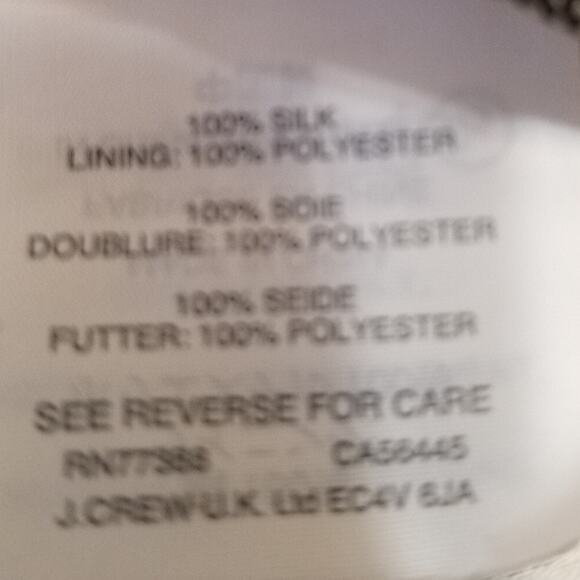 100% SILK
LINING: 100% POLYESTER
100% SOIE
DOUBLURE: 100% POLYESTER
100% SEIDE
FUTTER: 100% POLYESTER
SEE REVERSE FOR CARE
RN77388 CA56445
J.CREW U.K. Ltd EC4V 6JA